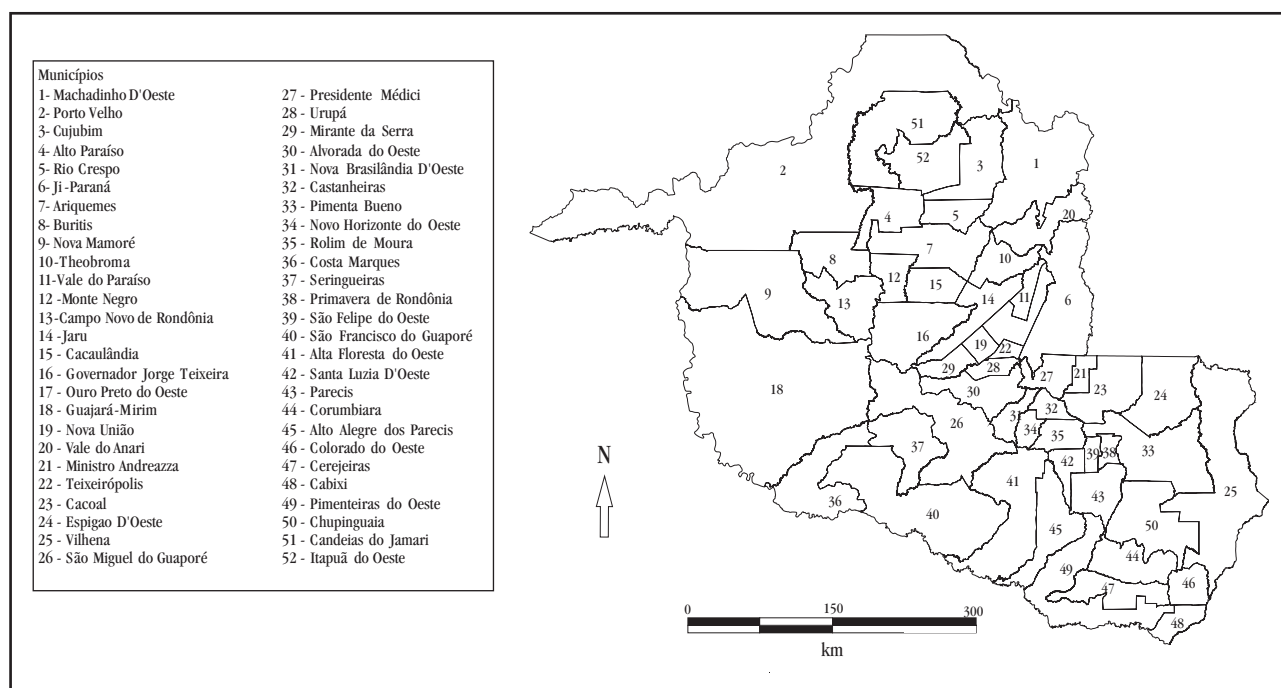 Municípios
1- Machadinho D'Oeste
2- Porto Velho
3- Cujubim
4- Alto Paraíso
5- Rio Crespo
6- Ji-Paraná
7- Ariquemes
8- Buritis
9- Nova Mamoré
10-Theobroma
11-Vale do Paraíso
12 -Monte Negro
13-Campo Novo de Rondônia
14 -Jaru
15 - Cacaulândia
16 - Governador Jorge Teixeira
17 - Ouro Preto do Oeste
18 - Guajará-Mirim
19 - Nova União
20 - Vale do Anari
21 - Ministro Andreazza
22 - Teixeirópolis
23 - Cacoal
24 - Espigao D'Oeste
25 - Vilhena
26 - São Miguel do Guaporé
27 - Presidente Médici
28 - Urupá
29 - Mirante da Serra
30 - Alvorada do Oeste
31 - Nova Brasilândia D'Oeste
32 - Castanheiras
33 - Pimenta Bueno
34 - Novo Horizonte do Oeste
35 - Rolim de Moura
36 - Costa Marques
37 - Seringueiras
38 - Primavera de Rondônia
39 - São Felipe do Oeste
40 - São Francisco do Guaporé
41 - Alta Floresta do Oeste
42 - Santa Luzia D'Oeste
43 - Parecis
44 - Corumbiara
45 - Alto Alegre dos Parecis
46 - Colorado do Oeste
47 - Cerejeiras
48 - Cabixi
49 - Pimenteiras do Oeste
50 - Chupinguaia
51 - Candeias do Jamari
52 - Itapuã do Oeste
51
52
2
3
1
4
5
20
7
8
10
12
15
9
13
14
11
6
16
19
22
29
28
27
21
23
24
18
30
26
31
32
34
35
37
42
39
38
33
41
43
25
36
40
45
50
44
49
46
47
48
N
0
150
300
km